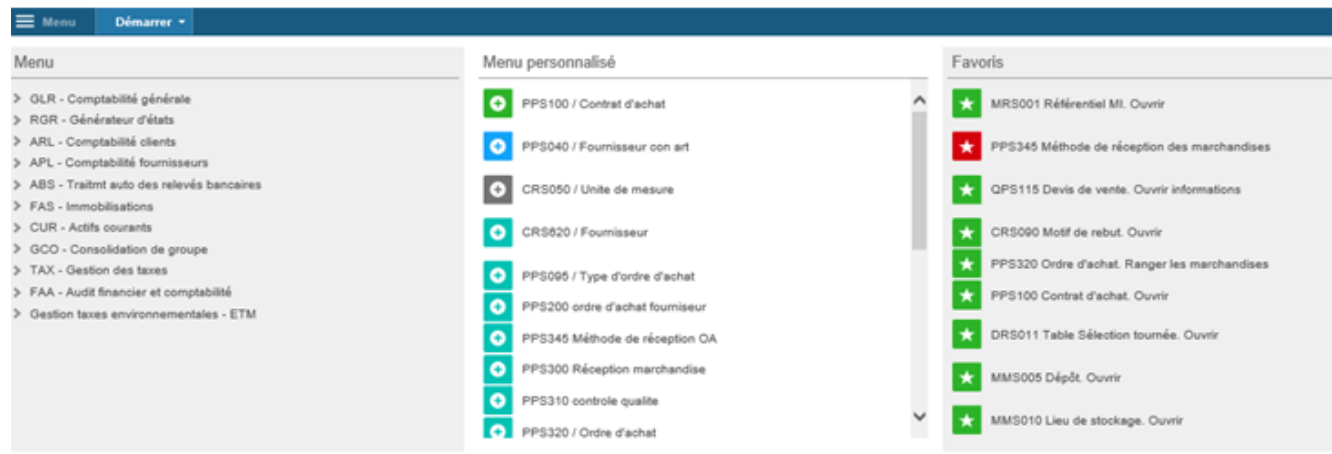 Menu Démarrer
Menu
GLR - Comptabilité générale
RGR - Générateur d'états
ARL - Comptabilité clients
APL - Comptabilité fournisseurs
ABS - Traitmt auto des relevés bancaires
FAS - Immobilisations
CUR - Actifs courants
GCO - Consolidation de groupe
TAX - Gestion des taxes
FAA - Audit financier et comptabilité
Gestion taxes environnementales - ETM
Menu personnalisé
PPS100 / Contrat d'achat
PPS040 / Fournisseur con art
CRS050 / Unite de mesure
CRS620 / Fournisseur
PPS095 / Type d'ordre d'achat
PPS200 ordre d'achat fourniseur
PPS345 Méthode de réception OA
PPS300 Réception marchandise
PPS310 controle qualite
PPS320 / Ordre d'achat
Favoris
MRS001 Référentiel MI. Ouvrir
PPS345 Méthode de réception des marchandises
QPS115 Devis de vente. Ouvrir informations
CRS090 Motif de rebut. Ouvrir
PPS320 Ordre d'achat. Ranger les marchandises
PPS100 Contrat d'achat. Ouvrir
DRS011 Table Sélection tournée. Ouvrir
MMS005 Dépôt. Ouvrir
MMS010 Lieu de stockage. Ouvrir